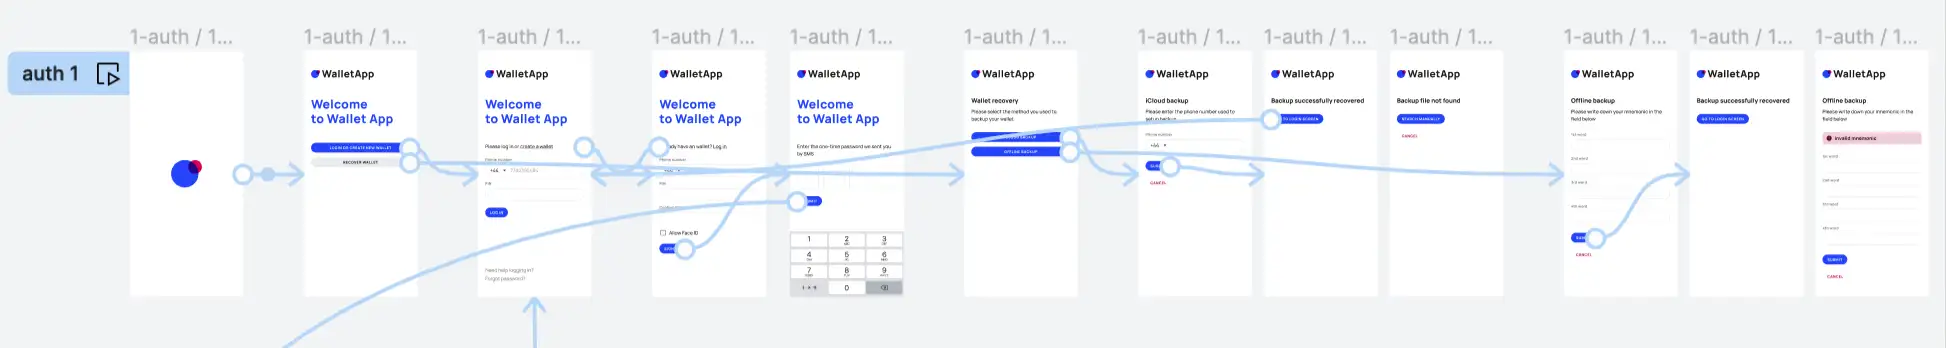 auth 1
1-auth / 1...
1-auth / 1...
WalletApp
Welcome
to Wallet App
LOGIN OR CREATE NEW WALLET
RECOVER WALLET
1-auth / 1...
WalletApp
Welcome
to Wallet App
Please log in or create a wallet
Phone number
+44
PIN
LOG IN
Need help logging in?
Forgot password?
1-auth / 1...
WalletApp
Welcome
to Wallet App
dy have an wallet? Log in
Phone number
PIN
Allow Face ID
1-auth / 1...
WalletApp
Welcome
to Wallet App
Enter the one-time password we sent you
by SMS
1 2 3
4 5 6
7 8 9
+ * #
0
1-auth / 1...
WalletApp
Wallet recovery
Please select the method you used to
backup your wallet
BACKUP
OFFLINE BACKUP
1-auth / 1...
WalletApp
iCloud backup
Please enter the phone number used to
setup backup
Phone number
+44
CANCEL
1-auth / 1...
WalletApp
Backup successfully recovered
TO LOGIN SCREEN
1-auth / 1...
WalletApp
Backup file not found
SEARCH MANUALLY
CANCEL
1-auth / 1...
WalletApp
Offline backup
Please write down your mnemonic in the
field below
1st word
2nd word
3rd word
4th word
CANCEL
1-auth / 1...
WalletApp
Backup successfully recovered
GO TO LOGIN SCREEN
1-auth / 1...
WalletApp
Offline backup
Please write down your mnemonic in the
field below
Invalid mnemonic
1st word
2nd word
3rd word
4th word
SUBMIT
CANCEL